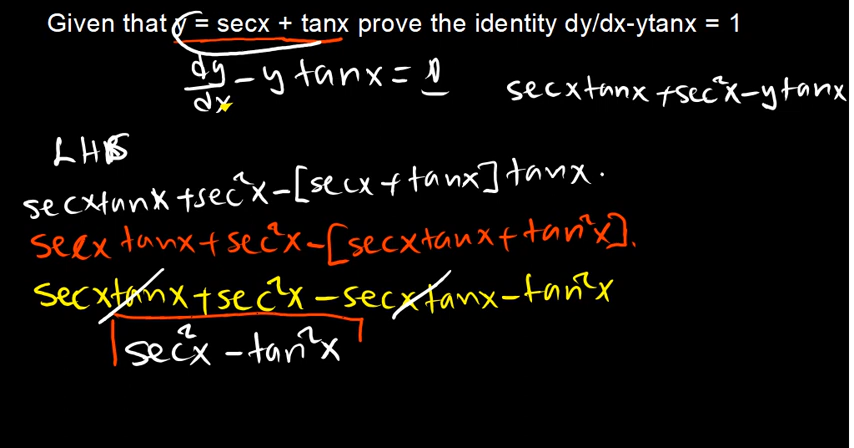 Given that y = secx + tanx prove the identity dy/dx-ytanx = 1
dy/dx - y tanx = 1
secxtanx + sec²x - ytanx
LHS
secxtanx + sec²x - [secx + tanx] tanx.
secx tanx + sec²x - [secxtanx + tan²x].
secxtanx + sec²x - secxtanx - tan²x
sec²x - tan²x